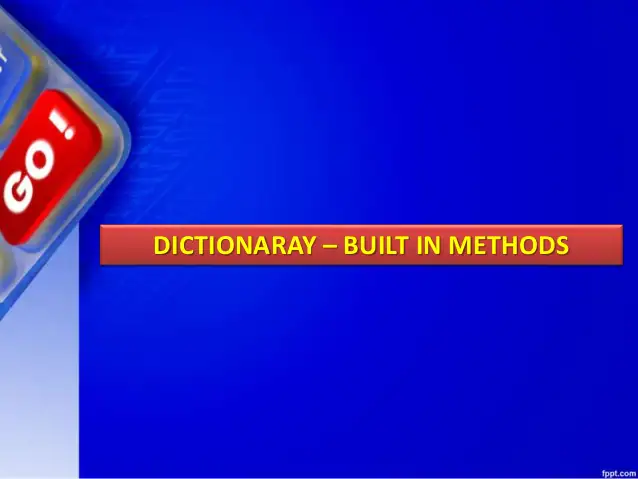 GO!
DICTIONARAY – BUILT IN METHODS
fppt.com